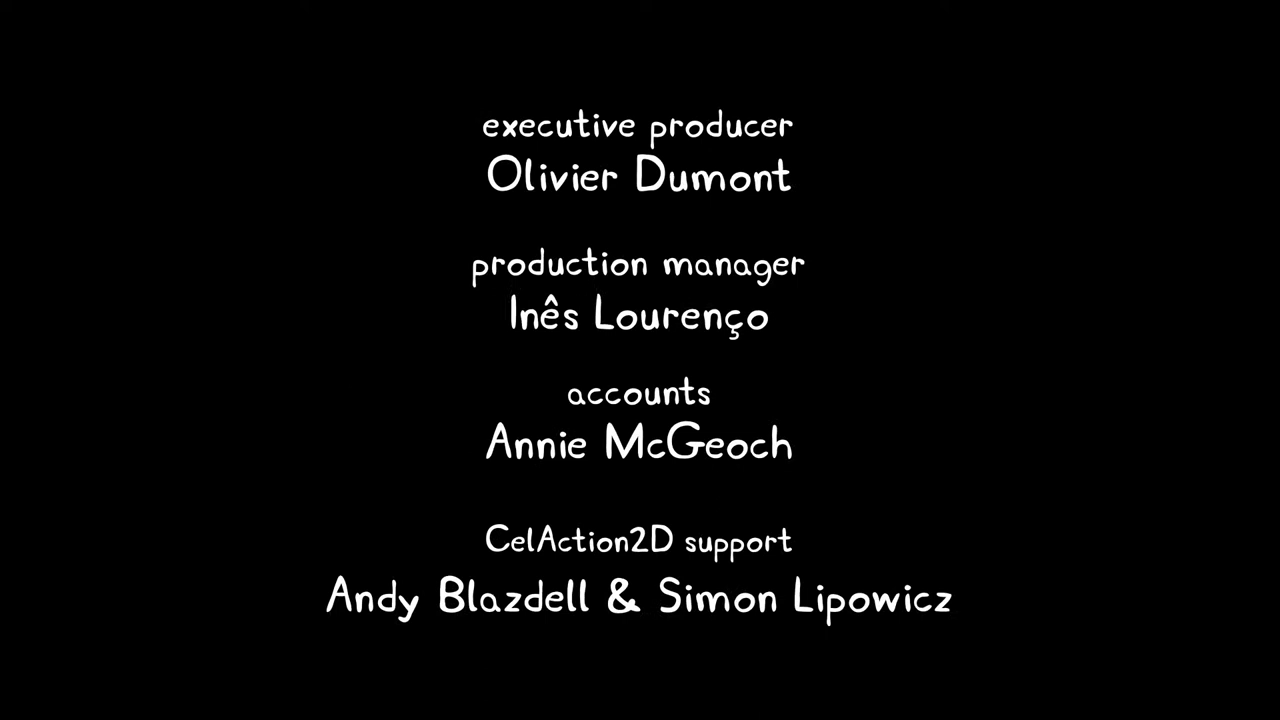 executive producer
Olivier Dumont
production manager
Inês Lourenço
accounts
Annie McGeoch
CelAction2D support
Andy Blazdell & Simon Lipowicz